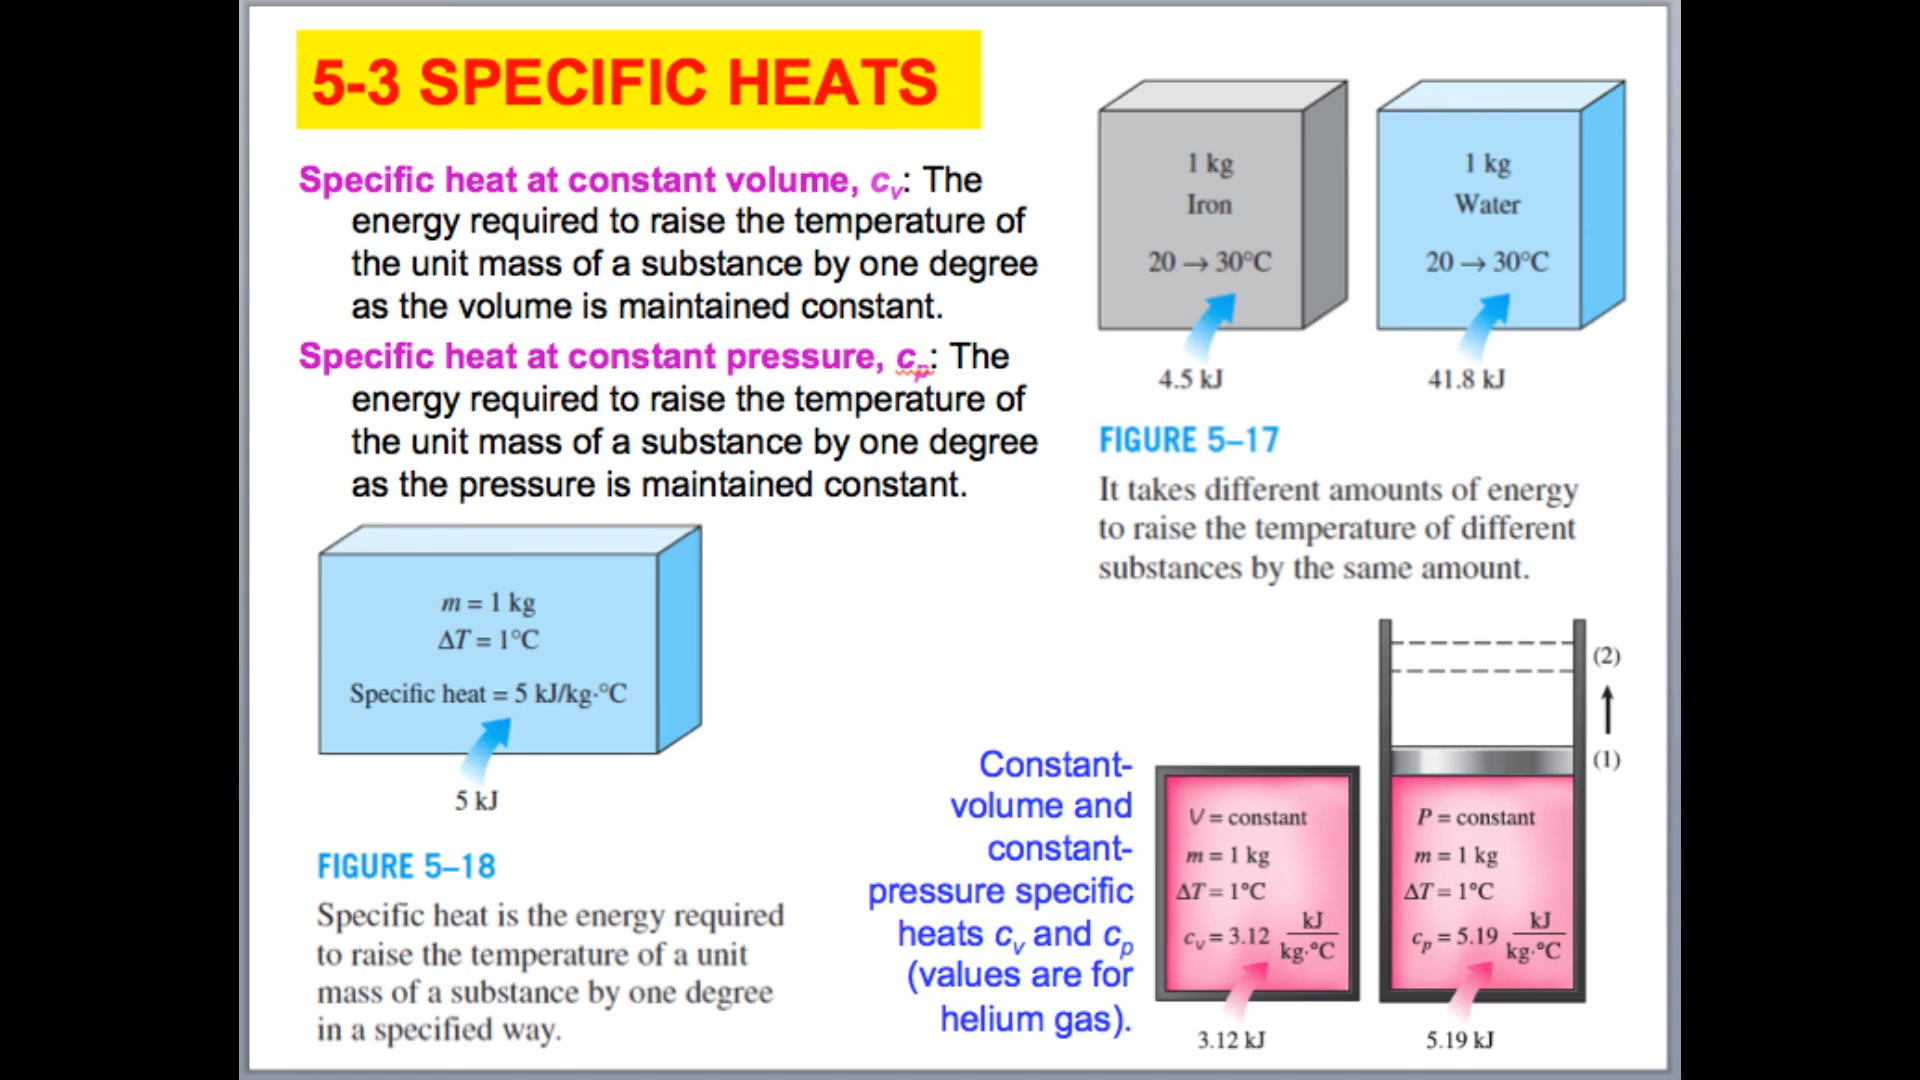 5-3 SPECIFIC HEATS
Specific heat at constant volume, cv: The
energy required to raise the temperature of
the unit mass of a substance by one degree
as the volume is maintained constant.
Specific heat at constant pressure, cp: The
energy required to raise the temperature of
the unit mass of a substance by one degree
as the pressure is maintained constant.
m = 1 kg
ΔT = 1°C
Specific heat = 5 kJ/kg·°C
5 kJ
FIGURE 5–18
Specific heat is the energy required
to raise the temperature of a unit
mass of a substance by one degree
in a specified way.
1 kg
Iron
20 → 30°C
4.5 kJ
1 kg
Water
20 → 30°C
41.8 kJ
FIGURE 5–17
It takes different amounts of energy
to raise the temperature of different
substances by the same amount.
Constant-
volume and
constant-
pressure specific
heats cv and cp
(values are for
helium gas).
V = constant
m = 1 kg
ΔT = 1°C
cv = 3.12 kJ/kg·°C
3.12 kJ
(2)
(1)
P = constant
m = 1 kg
ΔT = 1°C
cp = 5.19 kJ/kg·°C
5.19 kJ